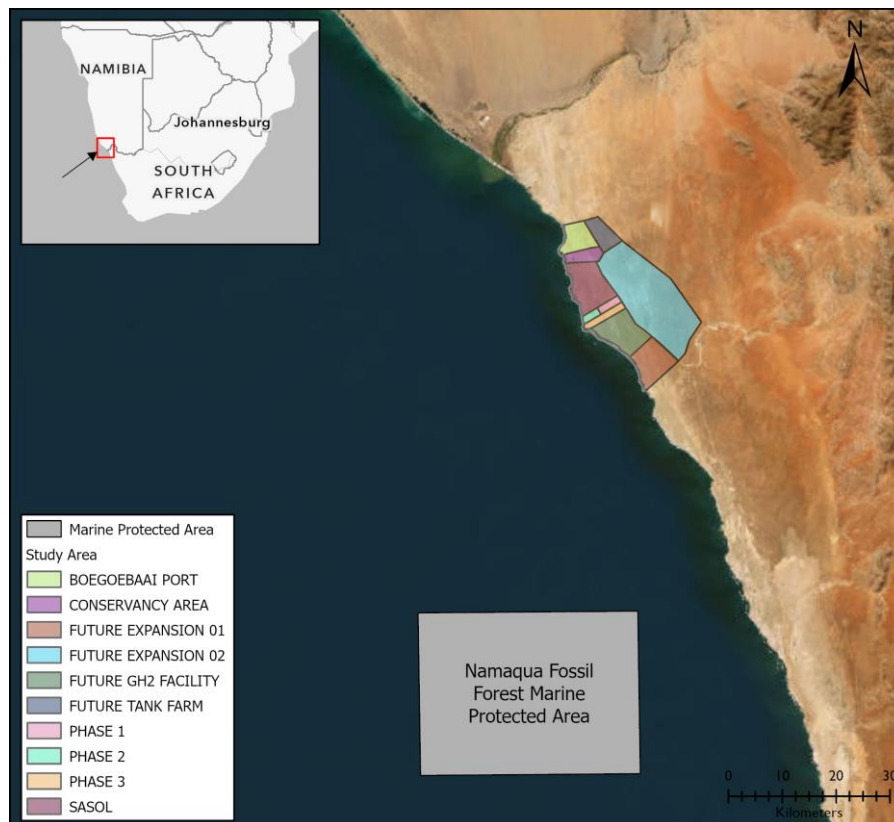 NAMIBIA
Johannesburg
SOUTH
AFRICA
N
Marine Protected Area
Study Area
BOEGOEBAAI PORT
CONSERVANCY AREA
FUTURE EXPANSION 01
FUTURE EXPANSION 02
FUTURE GH2 FACILITY
FUTURE TANK FARM
PHASE 1
PHASE 2
PHASE 3
SASOL
Namaqua Fossil
Forest Marine
Protected Area
0 10 20 30
Kilometers